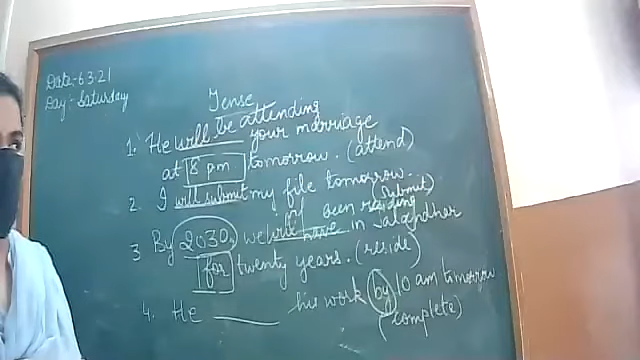 Date:- 6.3.21
Day:- Saturday
Tense
1. He will be attending your marriage
at 8 pm tomorrow. (attend)
2. I will submit my file tomorrow.
(submit)
3 By 2030, we will have been residing in Jalandhar
for twenty years. (reside)
4. He ______ his work by 10 am tomorrow
(complete)